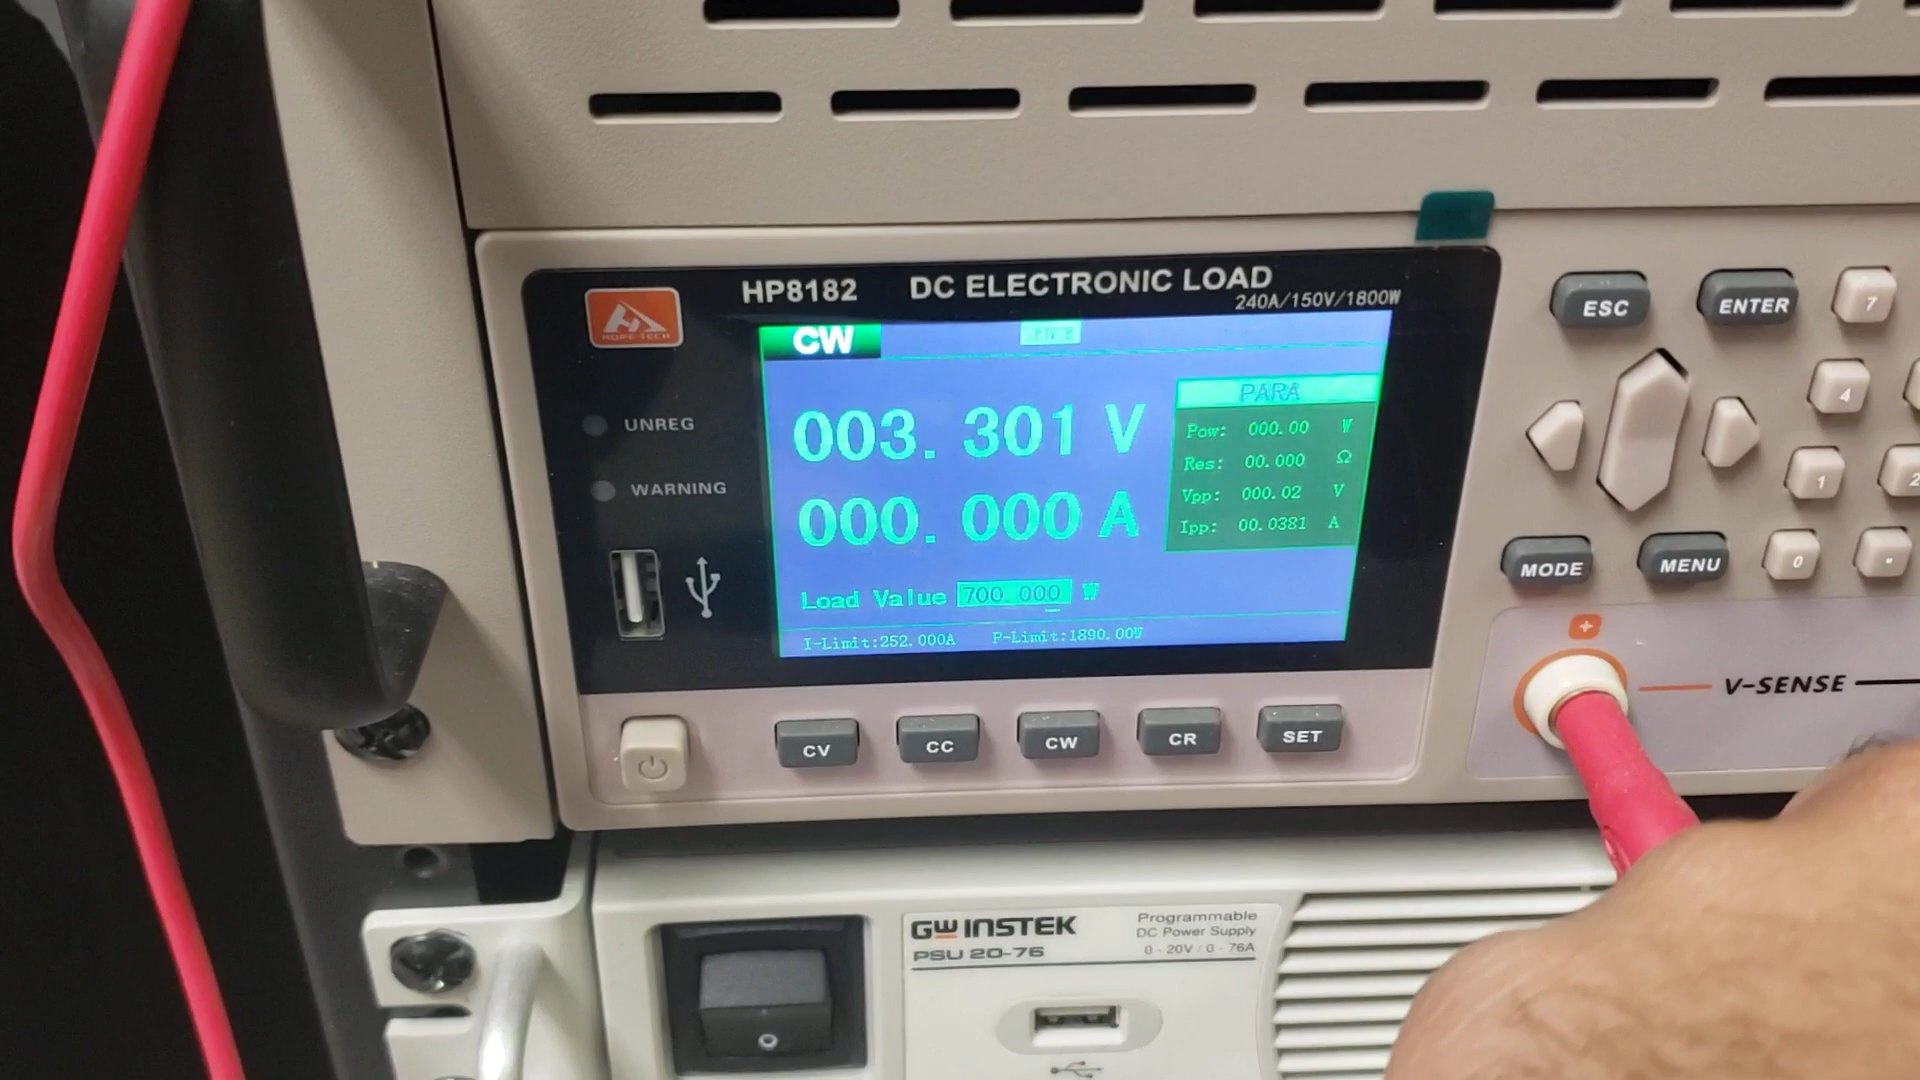 HP8182 DC ELECTRONIC LOAD
240A/150V/1800W
HOPE TECH
CW
UNREG
WARNING
003.301 V
000.000 A
PARA
Pow: 000.00 W
Res: 00.000 Ω
Vpp: 000.02 V
Ipp: 00.0381 A
Load Value 700.000 W
I-Limit:252.000A P-Limit:1890.00W
CV
CC
CW
CR
SET
ESC
ENTER
7
4
1
2
MODE
MENU
0
.
+
V-SENSE
GW INSTEK
PSU 20-76
Programmable
DC Power Supply
0 - 20V / 0 - 76A